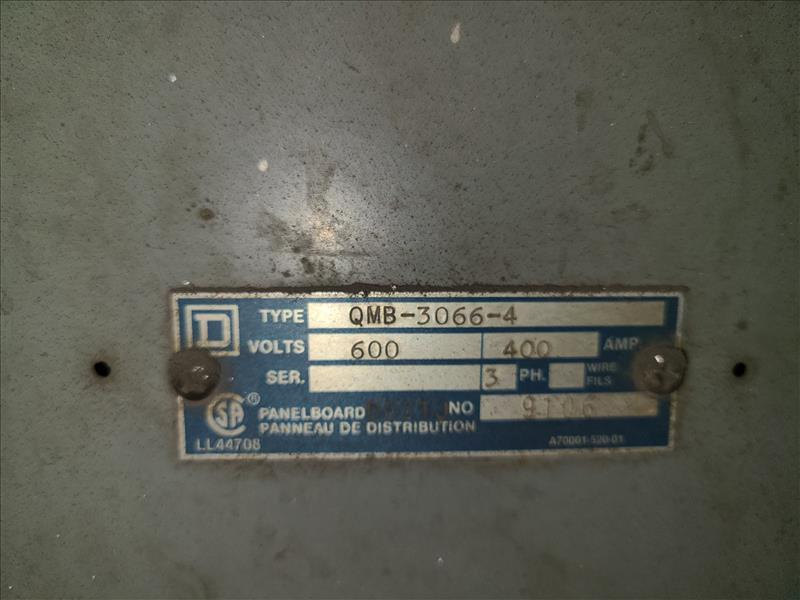 D TYPE QMB-3066-4
VOLTS 600 400 AMP.
SER. 3 PH. WIRE FILS
SA ® PANELBOARD NO 9106
PANNEAU DE DISTRIBUTION
LL44708 A70001-520-01